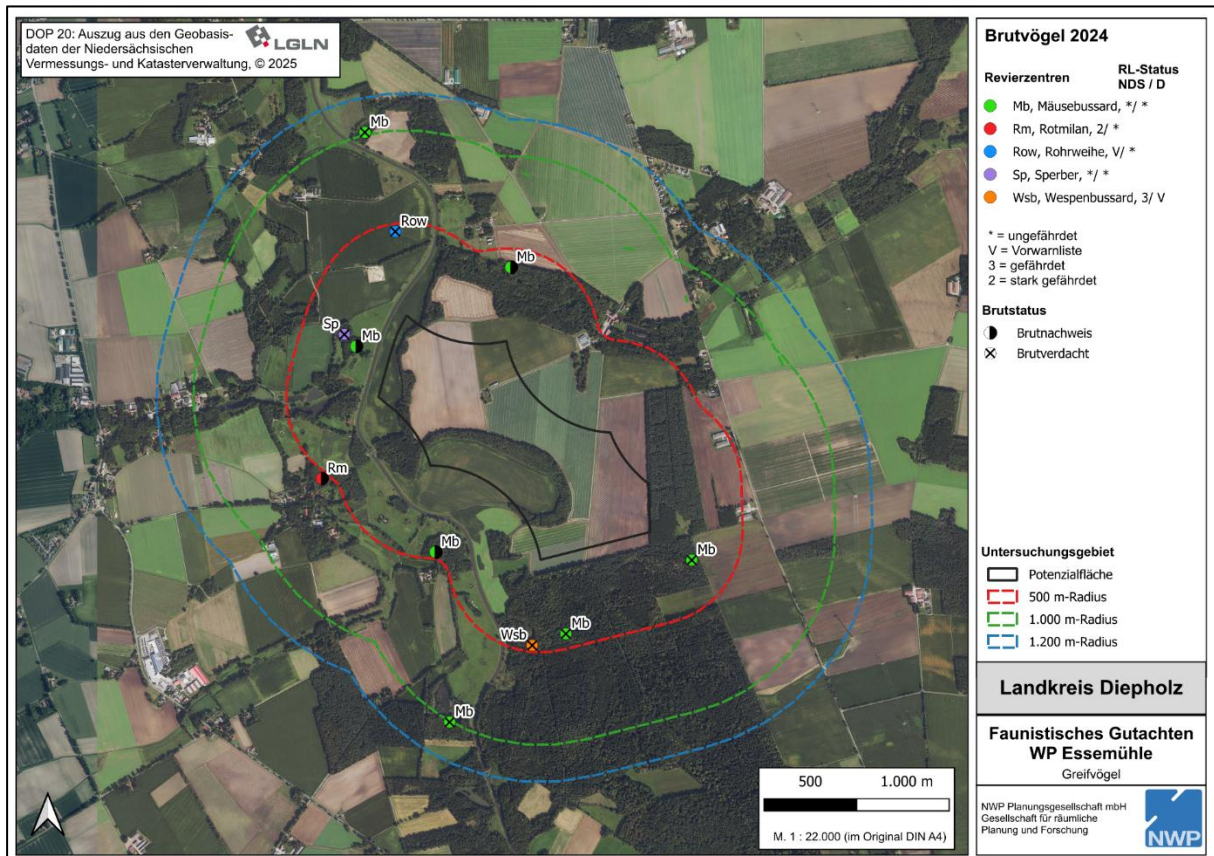 DOP 20: Auszug aus den Geobasis-
daten der Niedersächsischen
Vermessungs- und Katasterverwaltung, © 2025
LGLN
Mb
Row
Mb
Sp
Mb
Rm
Mb
Mb
Mb
Wsb
Mb
500 1.000 m
M. 1 : 22.000 (im Original DIN A4)
Brutvögel 2024
Revierzentren RL-Status
NDS / D
Mb, Mäusebussard, */ *
Rm, Rotmilan, 2/ *
Row, Rohrweihe, V/ *
Sp, Sperber, */ *
Wsb, Wespenbussard, 3/ V
* = ungefährdet
V = Vorwarnliste
3 = gefährdet
2 = stark gefährdet
Brutstatus
Brutnachweis
Brutverdacht
Untersuchungsgebiet
Potenzialfläche
500 m-Radius
1.000 m-Radius
1.200 m-Radius
Landkreis Diepholz
Faunistisches Gutachten
WP Essemühle
Greifvögel
NWP Planungsgesellschaft mbH
Gesellschaft für räumliche
Planung und Forschung
NWP